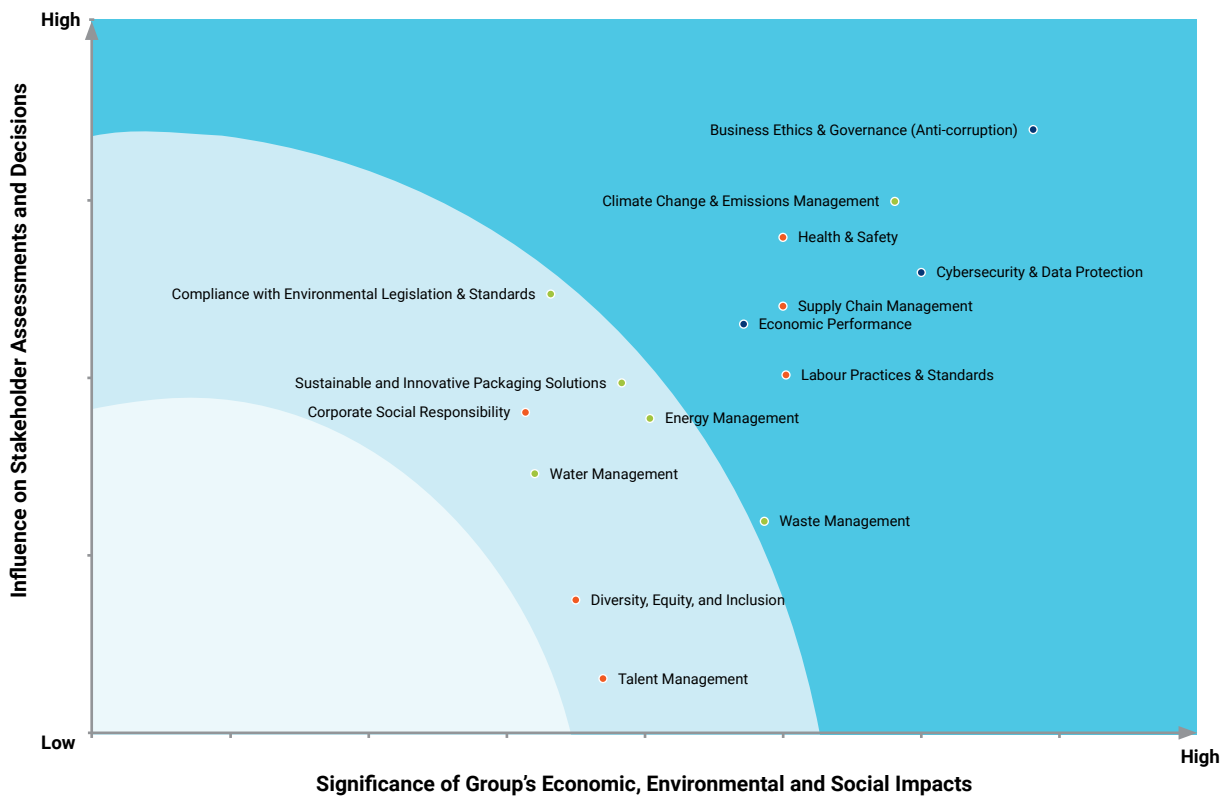 High
Influence on Stakeholder Assessments and Decisions
Business Ethics & Governance (Anti-corruption)
Climate Change & Emissions Management
Health & Safety
Cybersecurity & Data Protection
Compliance with Environmental Legislation & Standards
Supply Chain Management
Economic Performance
Labour Practices & Standards
Sustainable and Innovative Packaging Solutions
Corporate Social Responsibility
Energy Management
Water Management
Waste Management
Diversity, Equity, and Inclusion
Talent Management
Low
High
Significance of Group’s Economic, Environmental and Social Impacts